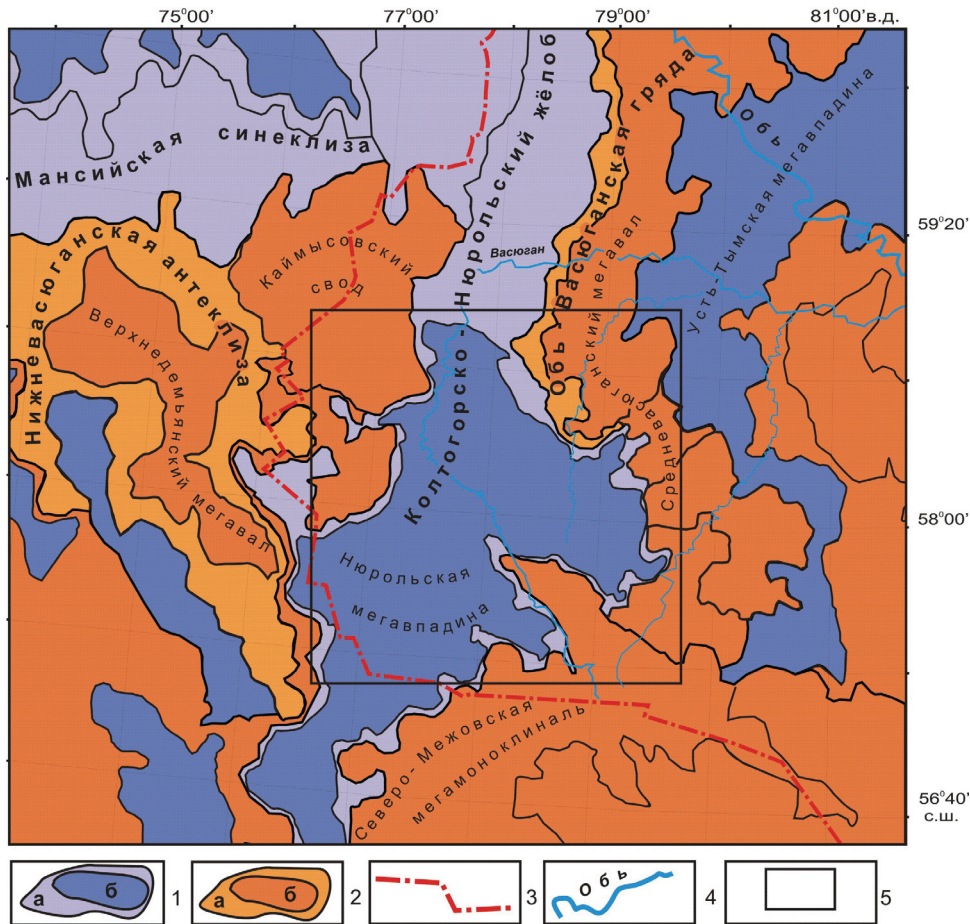 75°00′
77°00′
79°00′
81°00′в.д.
59°20′
58°00′
56°40′
с.ш.
Мансийская синеклиза
Колтогорско-Нюрольский жёлоб
Обь-Васюганская гряда
Обь
Усть-Тымская мегавпадина
Васюган
Каймысовский
свод
Нижневасюганская антеклиза
Верхнедемьянский мегавал
Средневасюганский мегавал
Нюрольская
мегавпадина
Северо-Межовская
мегамоноклиналь
а б 1
а б 2
3
Обь 4
5